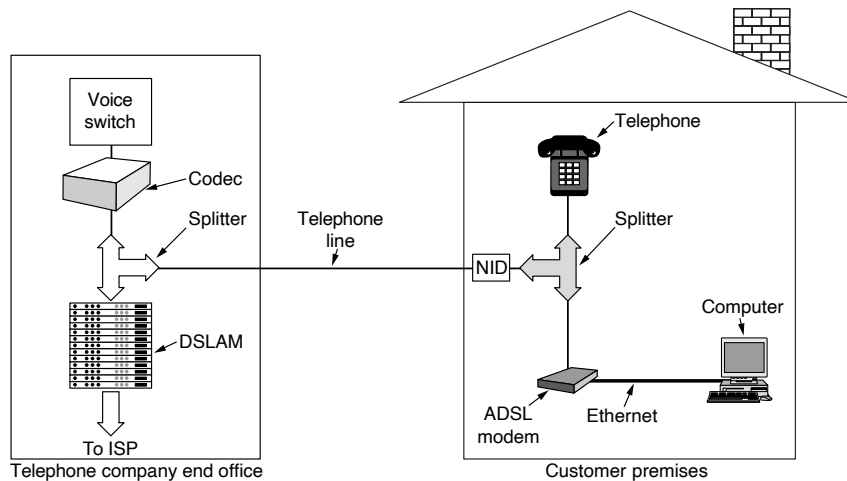 Voice
switch
Codec
Splitter
Telephone
line
DSLAM
To ISP
Telephone company end office
Telephone
Splitter
NID
Computer
ADSL
modem
Ethernet
Customer premises